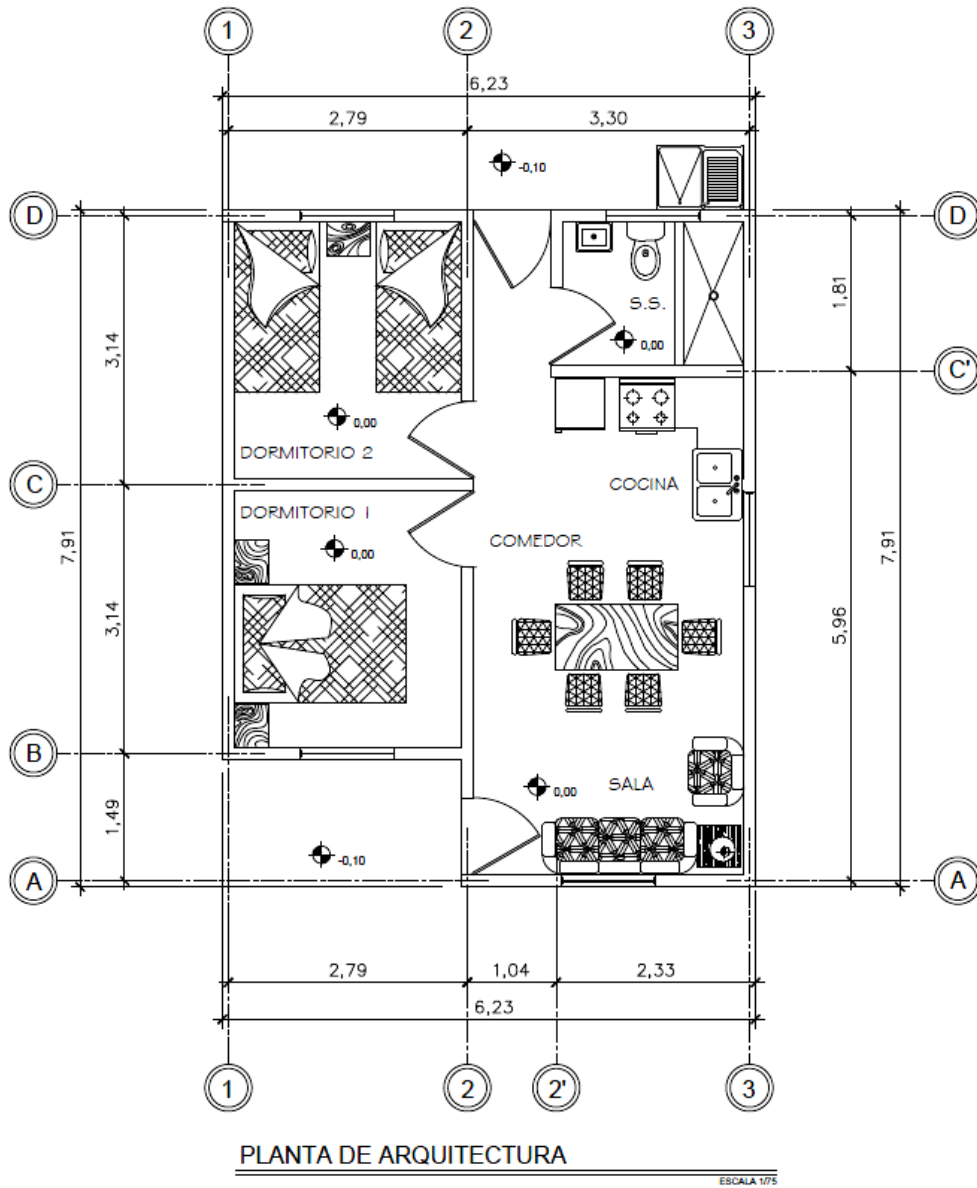 1 2 3
6,23
2,79 3,30
-0,10
D D
1,81
S.S.
3,14 0,00
C'
0,00
DORMITORIO 2
C COCINA
DORMITORIO 1
COMEDOR
0,00
7,91 7,91
3,14 5,96
B
SALA
0,00
1,49
-0,10
A A
2,79 1,04 2,33
6,23
1 2 2' 3
PLANTA DE ARQUITECTURA
ESCALA 1/75